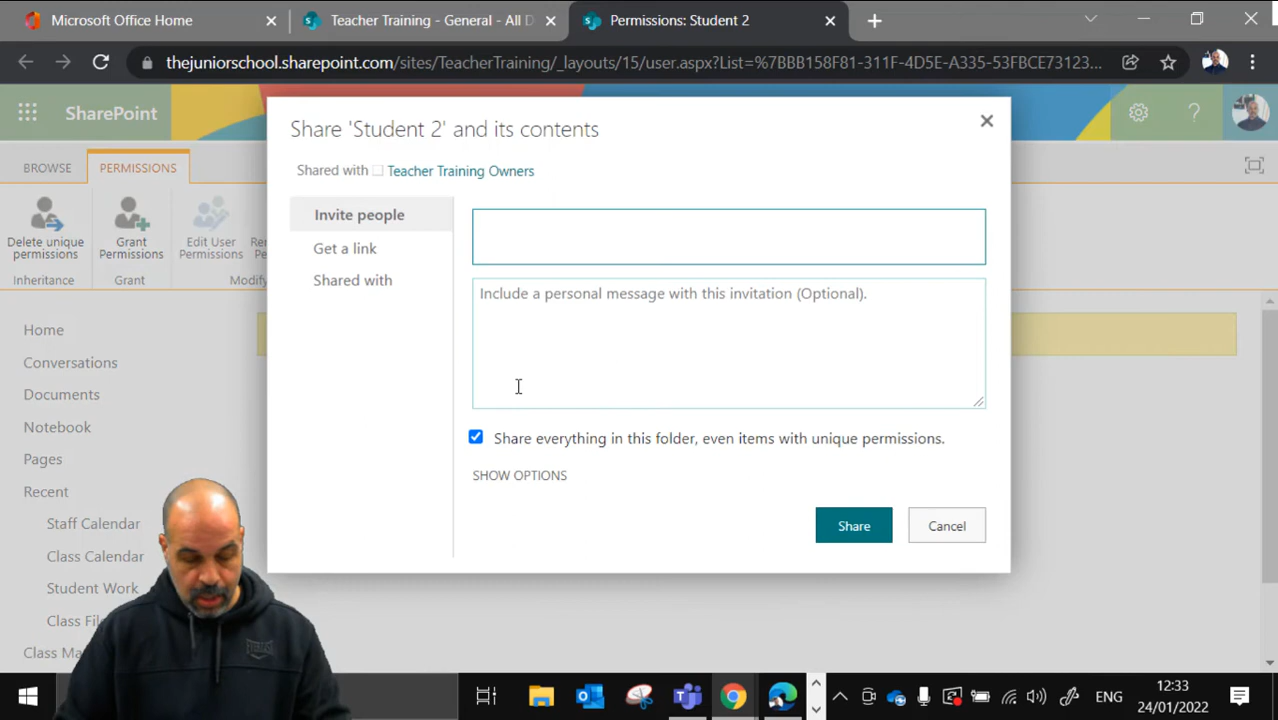 Microsoft Office Home
Teacher Training - General - All D
Permissions: Student 2
thejuniorschool.sharepoint.com/sites/TeacherTraining/_layouts/15/user.aspx?List=%7BBB158F81-311F-4D5E-A335-53FBCE73123...
SharePoint
BROWSE
PERMISSIONS
Delete unique permissions
Grant Permissions
Edit User Permissions
Inheritance
Grant
Modify
Home
Conversations
Documents
Notebook
Pages
Recent
Staff Calendar
Class Calendar
Student Work
Class File
Class Ma
Share 'Student 2' and its contents
Shared with Teacher Training Owners
Invite people
Get a link
Shared with
Include a personal message with this invitation (Optional).
Share everything in this folder, even items with unique permissions.
SHOW OPTIONS
Share
Cancel
ENG
12:33
24/01/2022